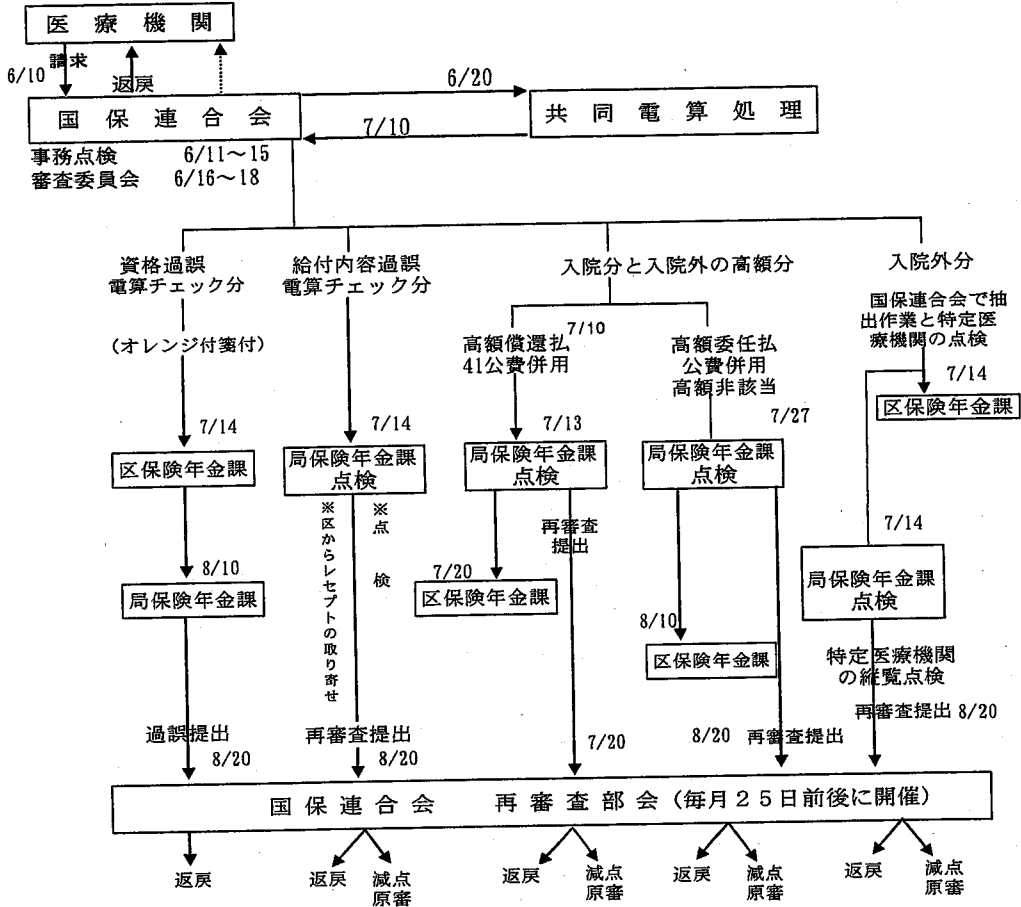 医療機関
請求
6/10
返戻
国保連合会
6/20
7/10
共同電算処理
事務点検 6/11～15
審査委員会 6/16～18
資格過誤
電算チェック分
(オレンジ付箋付)
7/14
区保険年金課
8/10
局保険年金課
過誤提出
8/20
給付内容過誤
電算チェック分
7/14
局保険年金課
点検
※区からレセプトの取り寄せ
※点検
再審査提出
8/20
入院分と入院外の高額分
7/10
高額償還払
41公費併用
7/13
局保険年金課
点検
再審査
提出
7/20
区保険年金課
7/20
高額委任払
公費併用
高額非該当
7/27
局保険年金課
点検
8/10
区保険年金課
8/20 再審査提出
入院外分
国保連合会で抽
出作業と特定医
療機関の点検
7/14
区保険年金課
7/14
局保険年金課
点検
特定医療機関
の縦覧点検
再審査提出 8/20
国保連合会 再審査部会(毎月25日前後に開催)
返戻
返戻
減点
原審
返戻
減点
原審
返戻
減点
原審
返戻
減点
原審